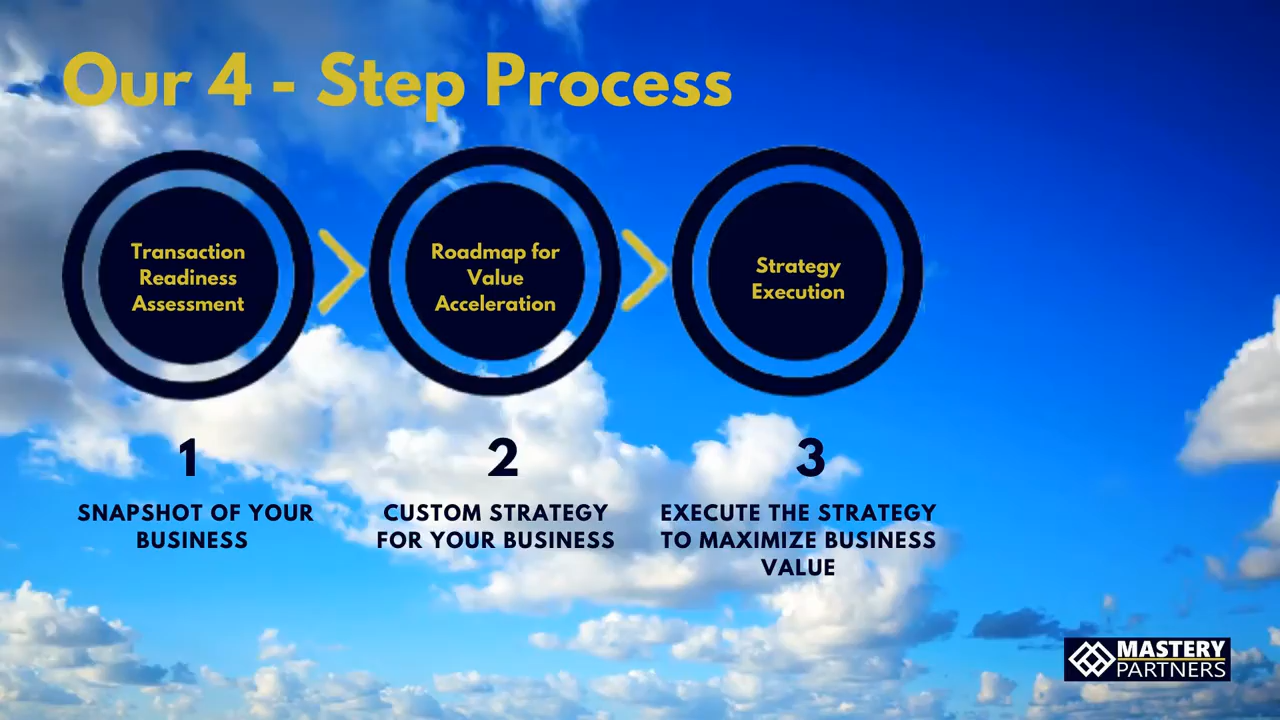 Our 4 - Step Process
Transaction
Readiness
Assessment
Roadmap for
Value
Acceleration
Strategy
Execution
1
SNAPSHOT OF YOUR
BUSINESS
2
CUSTOM STRATEGY
FOR YOUR BUSINESS
3
EXECUTE THE STRATEGY
TO MAXIMIZE BUSINESS
VALUE
MASTERY
PARTNERS